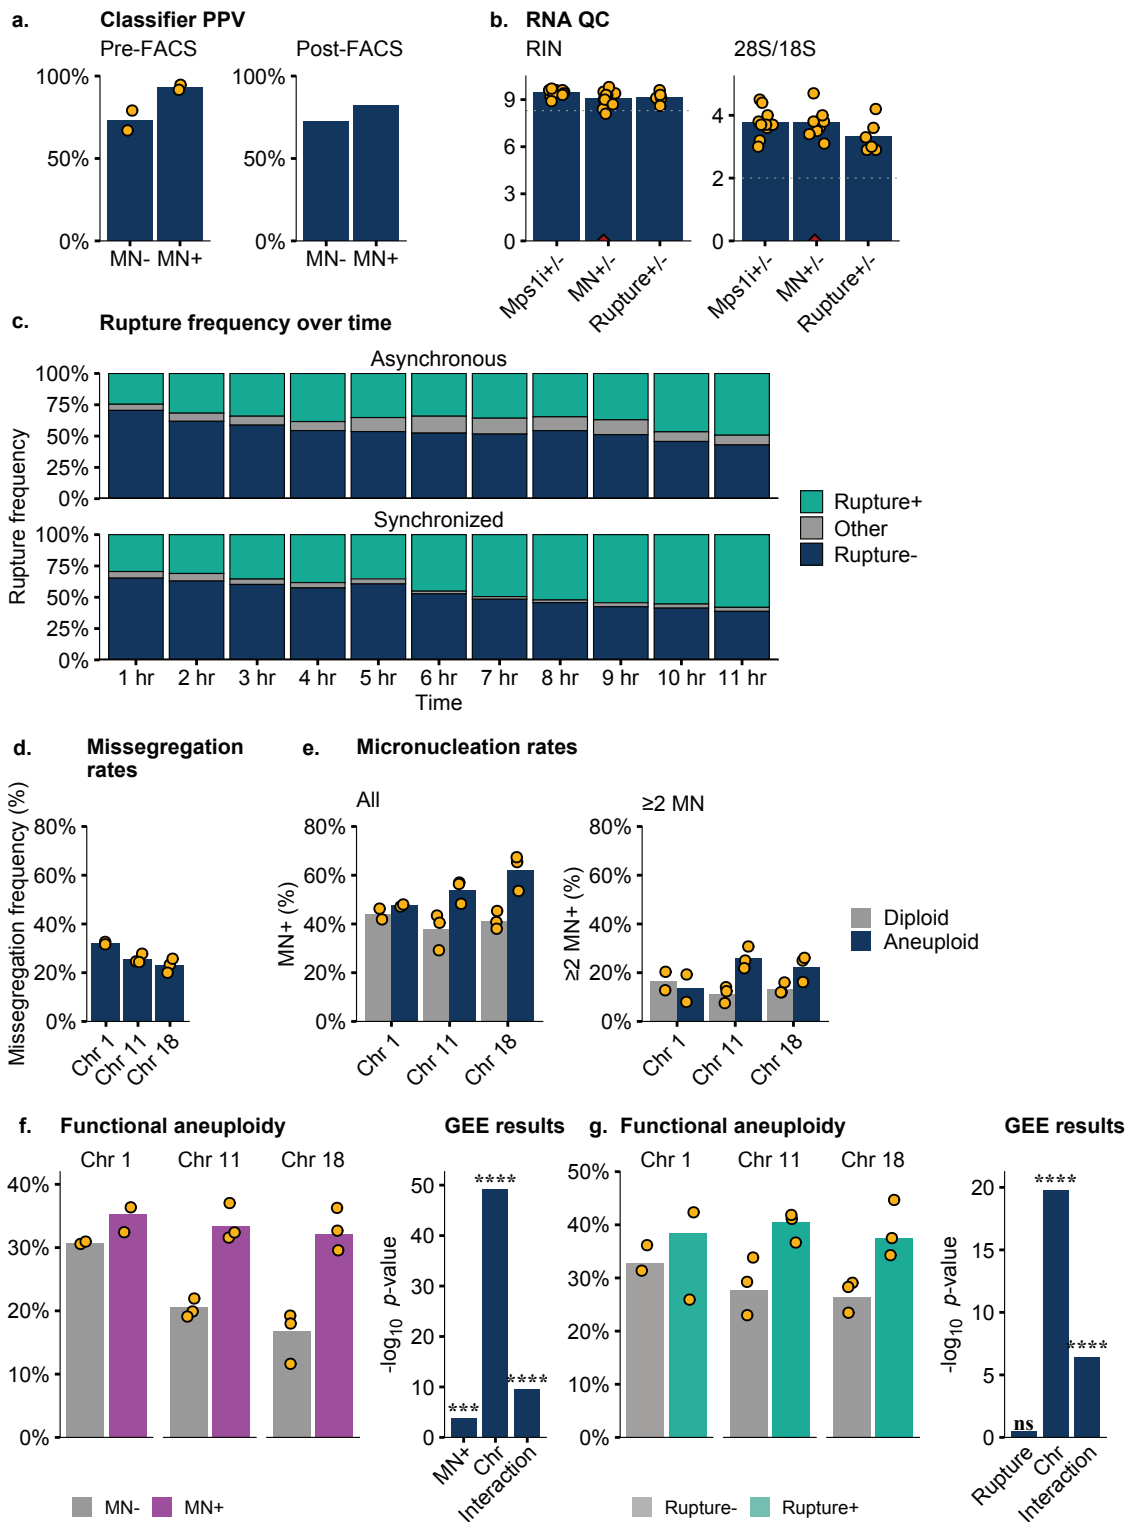 a. Classifier PPV
Pre-FACS
Post-FACS
100%
50%
0%
MN- MN+
100%
50%
0%
MN- MN+
b. RNA QC
RIN
28S/18S
9
6
3
0
Mps1i+/-
MN+/-
Rupture+/-
4
2
0
Mps1i+/-
MN+/-
Rupture+/-
c. Rupture frequency over time
Rupture frequency
Asynchronous
100%
75%
50%
25%
0%
Synchronized
100%
75%
50%
25%
0%
1 hr 2 hr 3 hr 4 hr 5 hr 6 hr 7 hr 8 hr 9 hr 10 hr 11 hr
Time
Rupture+
Other
Rupture-
d. Missegregation
rates
Missegregation frequency (%)
80%
60%
40%
20%
0%
Chr 1
Chr 11
Chr 18
e. Micronucleation rates
All
MN+ (%)
80%
60%
40%
20%
0%
Chr 1
Chr 11
Chr 18
≥2 MN
≥2 MN+ (%)
80%
60%
40%
20%
0%
Chr 1
Chr 11
Chr 18
Diploid
Aneuploid
f. Functional aneuploidy
Chr 1 Chr 11 Chr 18
40%
30%
20%
10%
0%
MN- MN+
GEE results
-log10 p-value
50
40
30
20
10
0
***
****
****
MN+
Chr
Interaction
g. Functional aneuploidy
Chr 1 Chr 11 Chr 18
50%
40%
30%
20%
10%
0%
Rupture- Rupture+
GEE results
-log10 p-value
20
15
10
5
0
ns
****
****
Rupture
Chr
Interaction